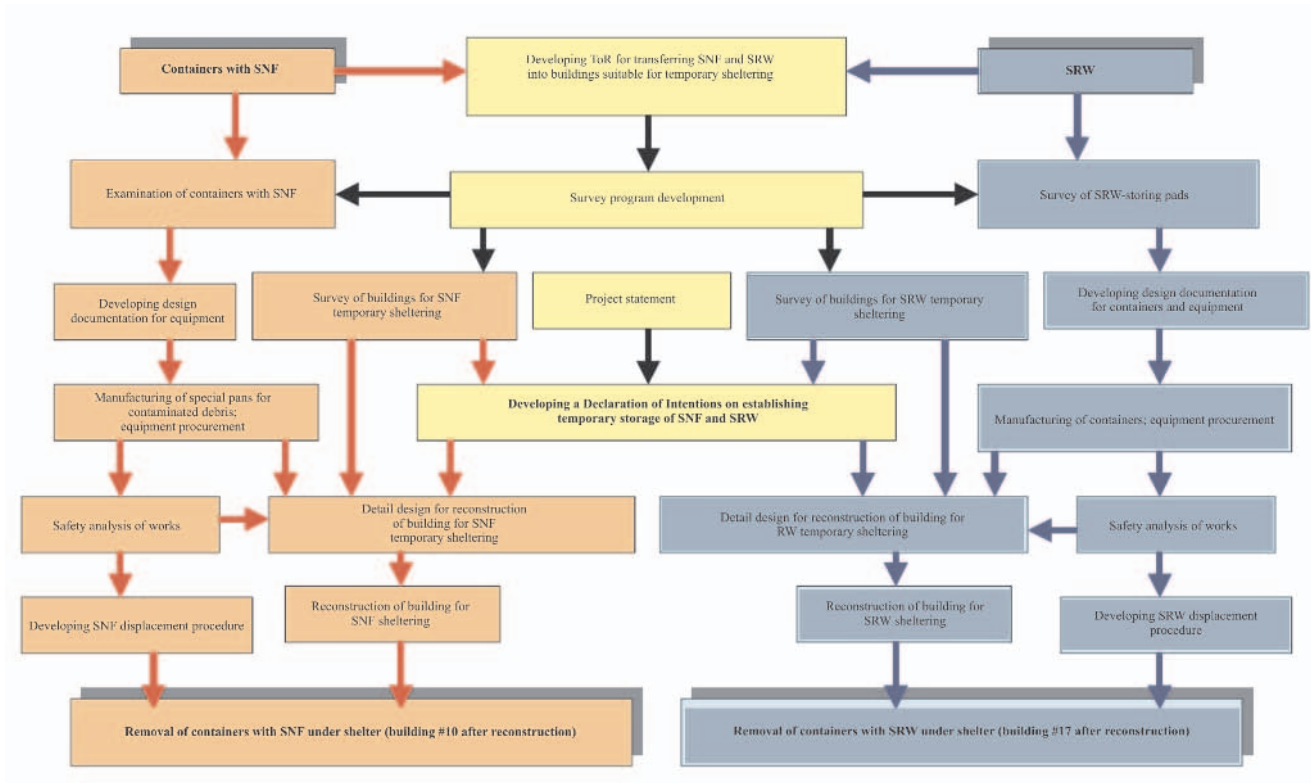 Containers with SNF
Developing ToR for transferring SNF and SRW
into buildings suitable for temporary sheltering
SRW
Examination of containers with SNF
Survey program development
Survey of SRW-storing pads
Developing design
documentation for equipment
Survey of buildings for SNF
temporary sheltering
Project statement
Survey of buildings for SRW temporary
sheltering
Developing design documentation
for containers and equipment
Manufacturing of special pans for
contaminated debris;
equipment procurement
Developing a Declaration of Intentions on establishing
temporary storage of SNF and SRW
Manufacturing of containers; equipment procurement
Safety analysis of works
Detail design for reconstruction
of building for SNF
temporary sheltering
Detail design for reconstruction of building for
RW temporary sheltering
Safety analysis of works
Developing SNF displacement procedure
Reconstruction of building for
SNF sheltering
Reconstruction of building for
SRW sheltering
Developing SRW displacement
procedure
Removal of containers with SNF under shelter (building #10 after reconstruction)
Removal of containers with SRW under shelter (building #17 after reconstruction)